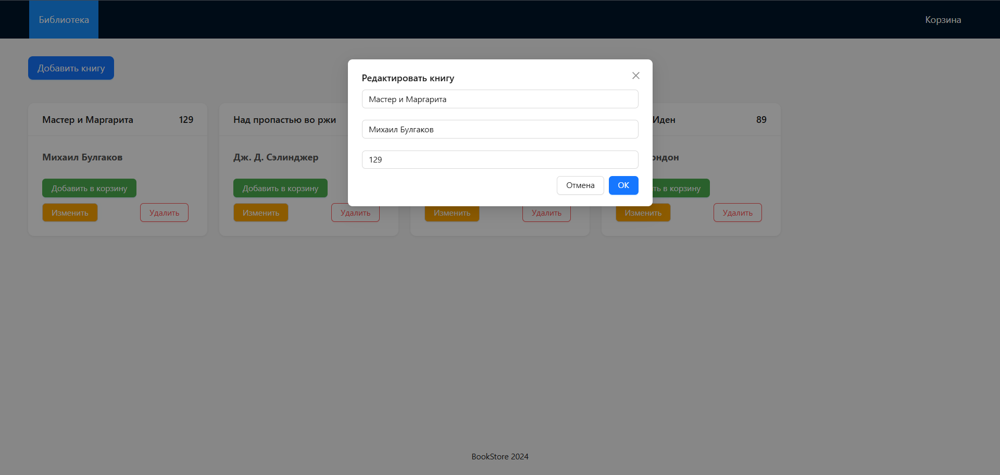 Библиотека
Корзина
Добавить книгу
Редактировать книгу
Мастер и Маргарита
Михаил Булгаков
129
Отмена
OK
Мастер и Маргарита 129
Михаил Булгаков
Добавить в корзину
Изменить
Удалить
Над пропастью во ржи
Дж. Д. Сэлинджер
Добавить в корзину
Изменить
Удалить
Изменить
Удалить
Иден 89
в корзину
Изменить
Удалить
BookStore 2024